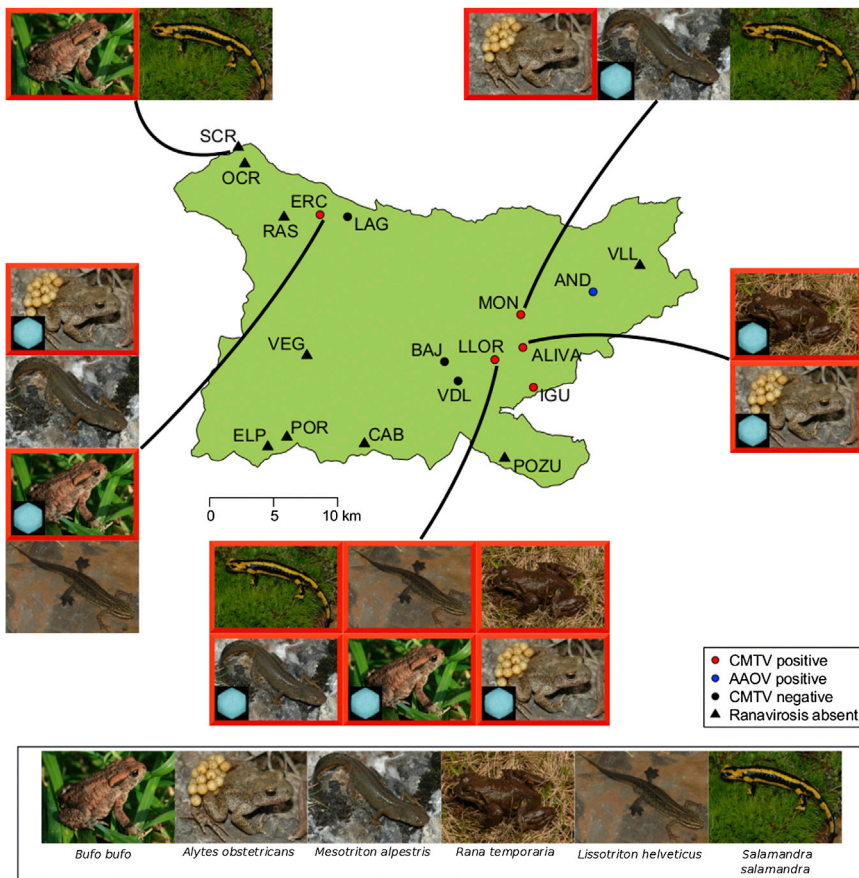 SCR
OCR
ERC
RAS
LAG
VLL
AND
MON
VEG
BAJ
LLOR
ALIVA
VDL
IGU
ELP
POR
CAB
POZU
0 5 10 km
CMTV positive
AAOV positive
CMTV negative
Ranavirosis absent
Bufo bufo
Alytes obstetricans
Mesotriton alpestris
Rana temporaria
Lissotriton helveticus
Salamandra
salamandra